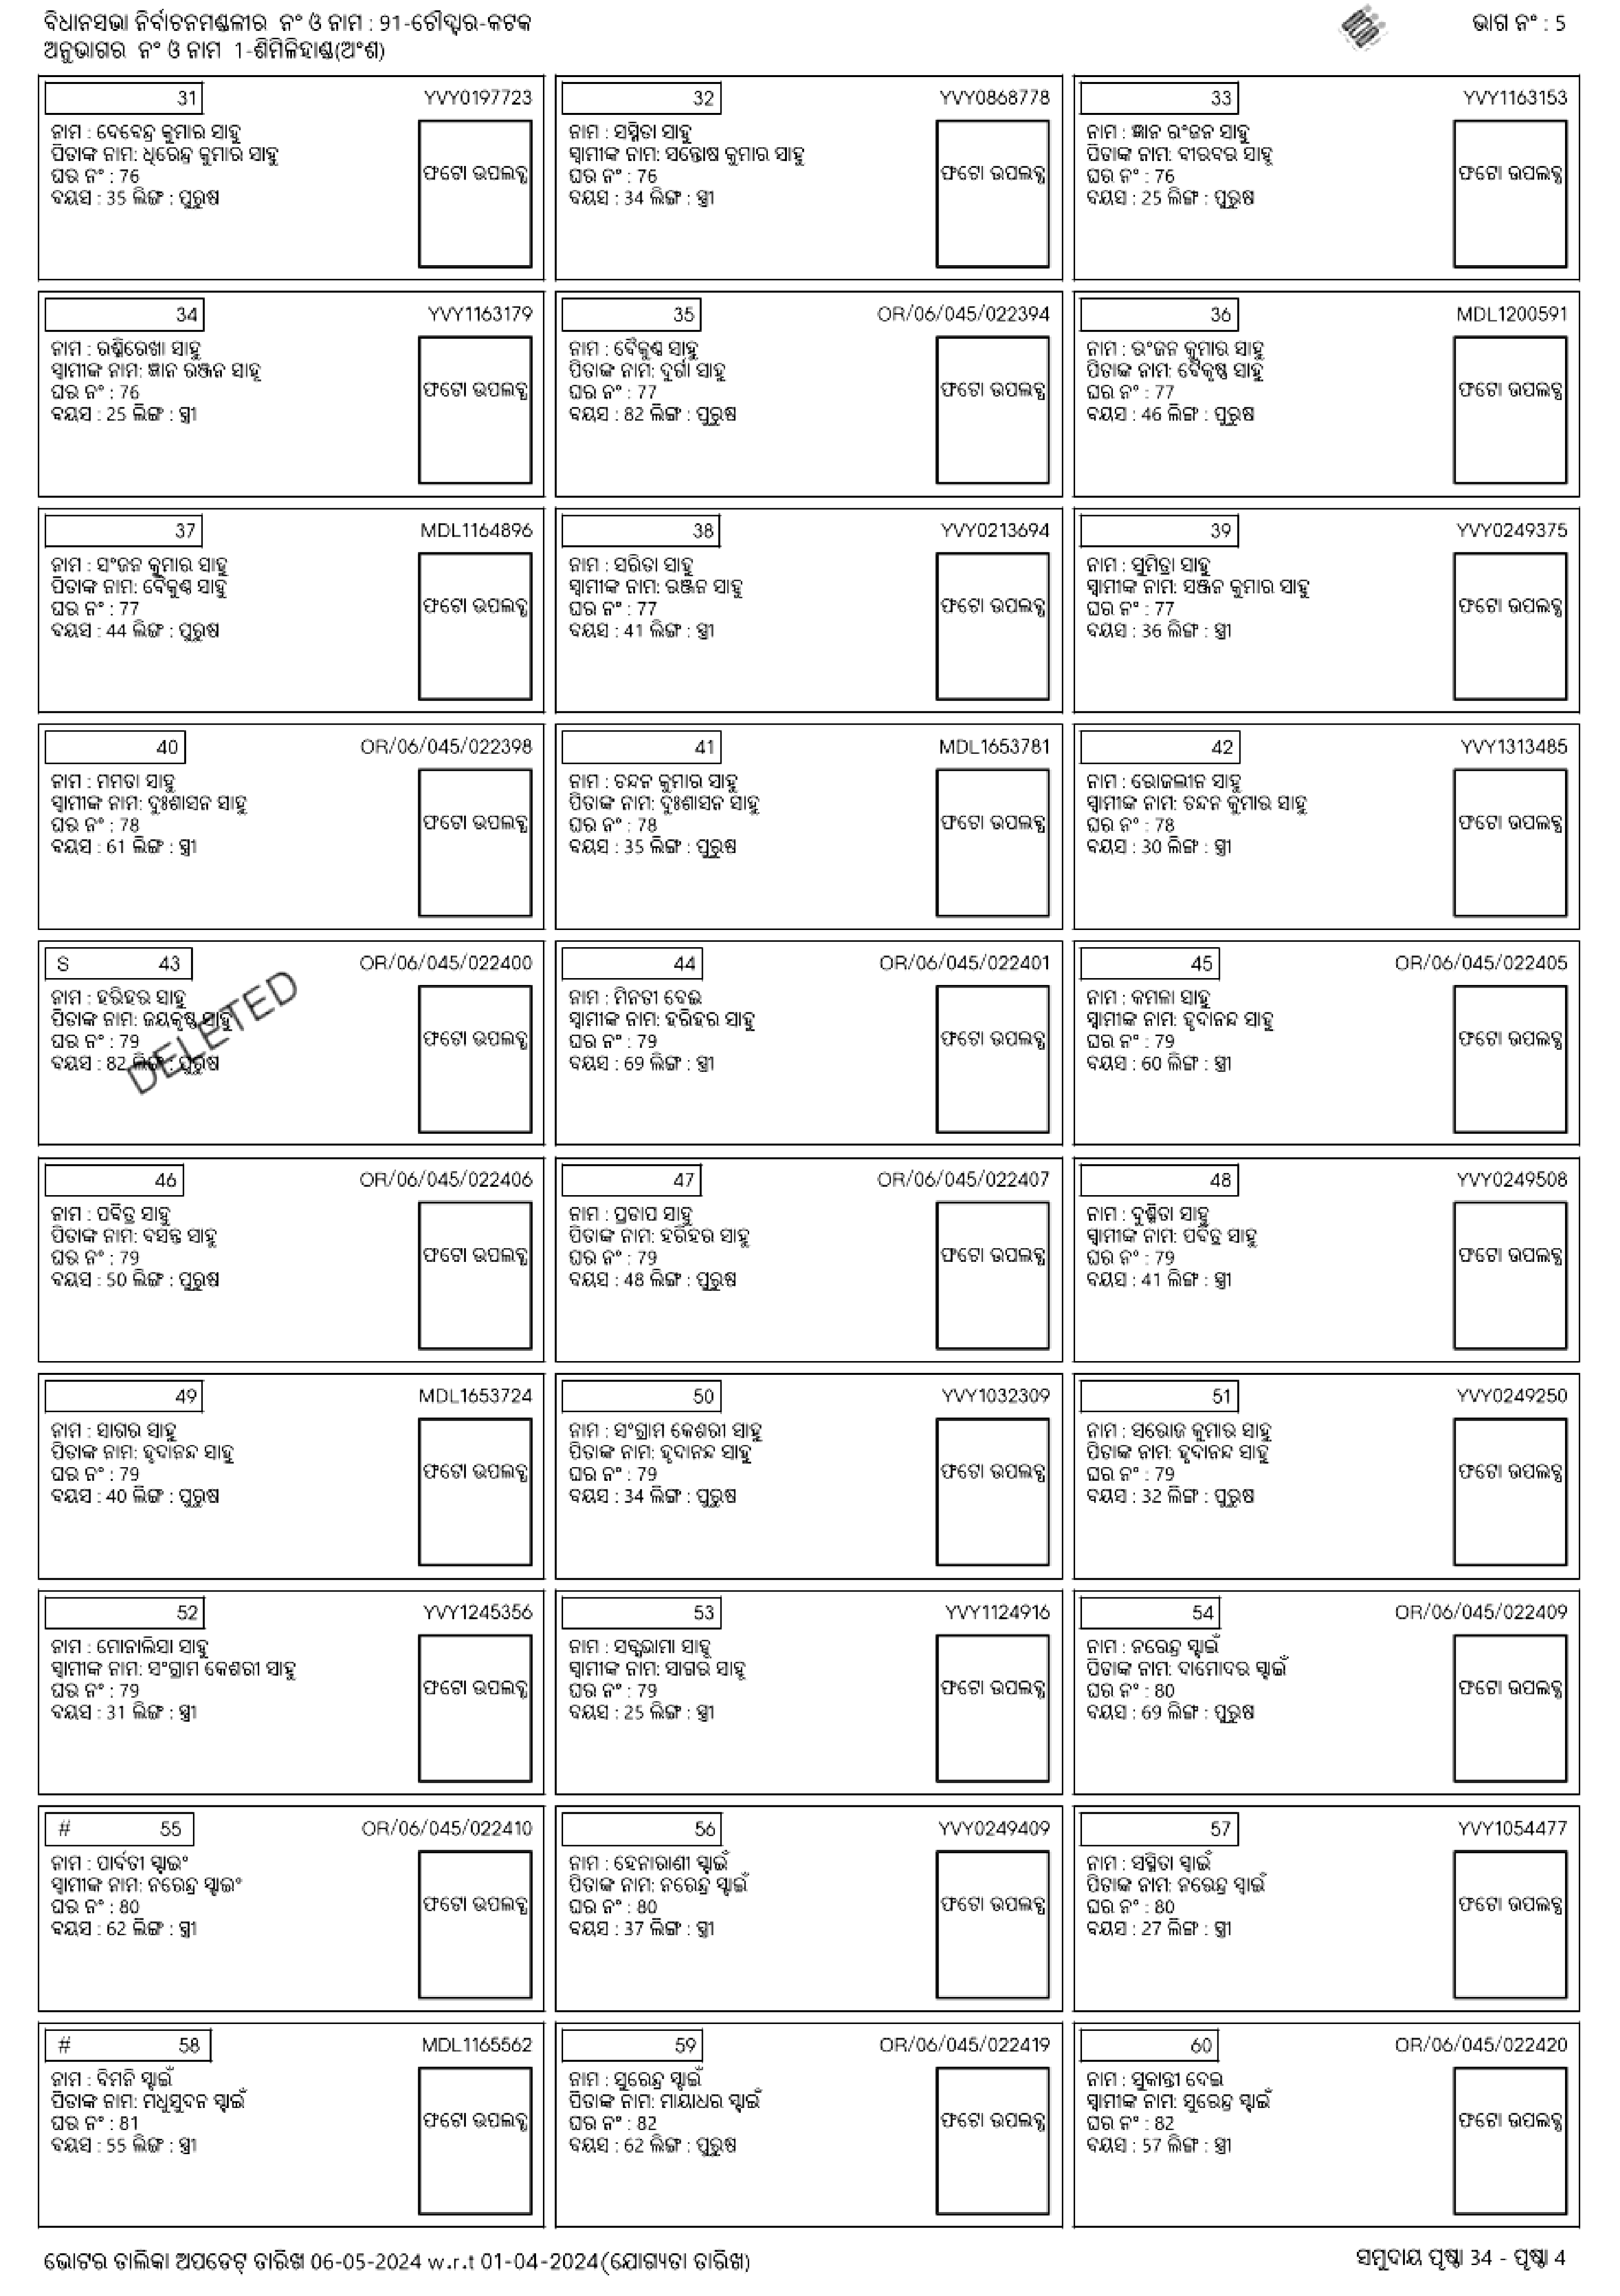 ବିଧାନସଭା ନିର୍ବାଚନମଣ୍ଡଳୀର ନଂ ଓ ନାମ : 91-ଚୌଦ୍ୱାର-କଟକ
ଭାଗ ନଂ : 5
ଅନୁଭାଗର ନଂ ଓ ନାମ 1-ଶିମିଳିହାଣ୍ଡ(ଅଂଶ)
31 YVY0197723
ନାମ : ଦେବେନ୍ଦ୍ର କୁମାର ସାହୁ
ପିତାଙ୍କ ନାମ: ଧିରେନ୍ଦ୍ର କୁମାର ସାହୁ
ଘର ନଂ : 76
ବୟସ : 35 ଲିଙ୍ଗ : ପୁରୁଷ
ଫଟୋ ଉପଲବ୍ଧ
32 YVY0868778
ନାମ : ସସ୍ମିତା ସାହୁ
ସ୍ୱାମୀଙ୍କ ନାମ: ସନ୍ତୋଷ କୁମାର ସାହୁ
ଘର ନଂ : 76
ବୟସ : 34 ଲିଙ୍ଗ : ସ୍ତ୍ରୀ
ଫଟୋ ଉପଲବ୍ଧ
33 YVY1163153
ନାମ : ଜ୍ଞାନ ରଂଜନ ସାହୁ
ପିତାଙ୍କ ନାମ: ବୀରବର ସାହୁ
ଘର ନଂ : 76
ବୟସ : 25 ଲିଙ୍ଗ : ପୁରୁଷ
ଫଟୋ ଉପଲବ୍ଧ
34 YVY1163179
ନାମ : ରଶ୍ମିରେଖା ସାହୁ
ସ୍ୱାମୀଙ୍କ ନାମ: ଜ୍ଞାନ ରଞ୍ଜନ ସାହୁ
ଘର ନଂ : 76
ବୟସ : 25 ଲିଙ୍ଗ : ସ୍ତ୍ରୀ
ଫଟୋ ଉପଲବ୍ଧ
35 OR/06/045/022394
ନାମ : ବୈକୁଣ୍ଠ ସାହୁ
ପିତାଙ୍କ ନାମ: ଦୁର୍ଗା ସାହୁ
ଘର ନଂ : 77
ବୟସ : 82 ଲିଙ୍ଗ : ପୁରୁଷ
ଫଟୋ ଉପଲବ୍ଧ
36 MDL1200591
ନାମ : ରଂଜନ କୁମାର ସାହୁ
ପିତାଙ୍କ ନାମ: ବୈକୃଷ୍ଣ ସାହୁ
ଘର ନଂ : 77
ବୟସ : 46 ଲିଙ୍ଗ : ପୁରୁଷ
ଫଟୋ ଉପଲବ୍ଧ
37 MDL1164896
ନାମ : ସଂଜନ କୁମାର ସାହୁ
ପିତାଙ୍କ ନାମ: ବୈକୁଣ୍ଠ ସାହୁ
ଘର ନଂ : 77
ବୟସ : 44 ଲିଙ୍ଗ : ପୁରୁଷ
ଫଟୋ ଉପଲବ୍ଧ
38 YVY0213694
ନାମ : ସରିତା ସାହୁ
ସ୍ୱାମୀଙ୍କ ନାମ: ରଞ୍ଜନ ସାହୁ
ଘର ନଂ : 77
ବୟସ : 41 ଲିଙ୍ଗ : ସ୍ତ୍ରୀ
ଫଟୋ ଉପଲବ୍ଧ
39 YVY0249375
ନାମ : ସୁମିତ୍ରା ସାହୁ
ସ୍ୱାମୀଙ୍କ ନାମ: ସଞ୍ଜନ କୁମାର ସାହୁ
ଘର ନଂ : 77
ବୟସ : 36 ଲିଙ୍ଗ : ସ୍ତ୍ରୀ
ଫଟୋ ଉପଲବ୍ଧ
40 OR/06/045/022398
ନାମ : ମମତା ସାହୁ
ସ୍ୱାମୀଙ୍କ ନାମ: ଦୁଃଶାସନ ସାହୁ
ଘର ନଂ : 78
ବୟସ : 61 ଲିଙ୍ଗ : ସ୍ତ୍ରୀ
ଫଟୋ ଉପଲବ୍ଧ
41 MDL1653781
ନାମ : ଚନ୍ଦନ କୁମାର ସାହୁ
ପିତାଙ୍କ ନାମ: ଦୁଃଶାସନ ସାହୁ
ଘର ନଂ : 78
ବୟସ : 35 ଲିଙ୍ଗ : ପୁରୁଷ
ଫଟୋ ଉପଲବ୍ଧ
42 YVY1313485
ନାମ : ରୋଜଲୀନ ସାହୁ
ସ୍ୱାମୀଙ୍କ ନାମ: ଚନ୍ଦନ କୁମାର ସାହୁ
ଘର ନଂ : 78
ବୟସ : 30 ଲିଙ୍ଗ : ସ୍ତ୍ରୀ
ଫଟୋ ଉପଲବ୍ଧ
S 43 OR/06/045/022400
ନାମ : ହରିହର ସାହୁ
ପିତାଙ୍କ ନାମ: ଜୟକୃଷ୍ଣ ସାହୁ
ଘର ନଂ : 79
ବୟସ : 82 ଲିଙ୍ଗ : ପୁରୁଷ
DELETED
ଫଟୋ ଉପଲବ୍ଧ
44 OR/06/045/022401
ନାମ : ମିନତୀ ଦେଈ
ସ୍ୱାମୀଙ୍କ ନାମ: ହରିହର ସାହୁ
ଘର ନଂ : 79
ବୟସ : 69 ଲିଙ୍ଗ : ସ୍ତ୍ରୀ
ଫଟୋ ଉପଲବ୍ଧ
45 OR/06/045/022405
ନାମ : କମଳା ସାହୁ
ସ୍ୱାମୀଙ୍କ ନାମ: ହୃଦାନନ୍ଦ ସାହୁ
ଘର ନଂ : 79
ବୟସ : 60 ଲିଙ୍ଗ : ସ୍ତ୍ରୀ
ଫଟୋ ଉପଲବ୍ଧ
46 OR/06/045/022406
ନାମ : ପବିତ୍ର ସାହୁ
ପିତାଙ୍କ ନାମ: ବସନ୍ତ ସାହୁ
ଘର ନଂ : 79
ବୟସ : 50 ଲିଙ୍ଗ : ପୁରୁଷ
ଫଟୋ ଉପଲବ୍ଧ
47 OR/06/045/022407
ନାମ : ପ୍ରତାପ ସାହୁ
ପିତାଙ୍କ ନାମ: ହରିହର ସାହୁ
ଘର ନଂ : 79
ବୟସ : 48 ଲିଙ୍ଗ : ପୁରୁଷ
ଫଟୋ ଉପଲବ୍ଧ
48 YVY0249508
ନାମ : ଦୁଶ୍ମିତା ସାହୁ
ସ୍ୱାମୀଙ୍କ ନାମ: ପବିତ୍ର ସାହୁ
ଘର ନଂ : 79
ବୟସ : 41 ଲିଙ୍ଗ : ସ୍ତ୍ରୀ
ଫଟୋ ଉପଲବ୍ଧ
49 MDL1653724
ନାମ : ସାଗର ସାହୁ
ପିତାଙ୍କ ନାମ: ହୃଦାନନ୍ଦ ସାହୁ
ଘର ନଂ : 79
ବୟସ : 40 ଲିଙ୍ଗ : ପୁରୁଷ
ଫଟୋ ଉପଲବ୍ଧ
50 YVY1032309
ନାମ : ସଂଗ୍ରାମ କେଶରୀ ସାହୁ
ପିତାଙ୍କ ନାମ: ହୃଦାନନ୍ଦ ସାହୁ
ଘର ନଂ : 79
ବୟସ : 34 ଲିଙ୍ଗ : ପୁରୁଷ
ଫଟୋ ଉପଲବ୍ଧ
51 YVY0249250
ନାମ : ସରୋଜ କୁମାର ସାହୁ
ପିତାଙ୍କ ନାମ: ହୃଦାନନ୍ଦ ସାହୁ
ଘର ନଂ : 79
ବୟସ : 32 ଲିଙ୍ଗ : ପୁରୁଷ
ଫଟୋ ଉପଲବ୍ଧ
52 YVY1245356
ନାମ : ମୋନାଲିସା ସାହୁ
ସ୍ୱାମୀଙ୍କ ନାମ: ସଂଗ୍ରାମ କେଶରୀ ସାହୁ
ଘର ନଂ : 79
ବୟସ : 31 ଲିଙ୍ଗ : ସ୍ତ୍ରୀ
ଫଟୋ ଉପଲବ୍ଧ
53 YVY1124916
ନାମ : ସତ୍ଯଭାମା ସାହୁ
ସ୍ୱାମୀଙ୍କ ନାମ: ସାଗର ସାହୁ
ଘର ନଂ : 79
ବୟସ : 25 ଲିଙ୍ଗ : ସ୍ତ୍ରୀ
ଫଟୋ ଉପଲବ୍ଧ
54 OR/06/045/022409
ନାମ : ନରେନ୍ଦ୍ର ସ୍ବାଇଁ
ପିତାଙ୍କ ନାମ: ଦାମୋଦର ସ୍ବାଇଁ
ଘର ନଂ : 80
ବୟସ : 69 ଲିଙ୍ଗ : ପୁରୁଷ
ଫଟୋ ଉପଲବ୍ଧ
# 55 OR/06/045/022410
ନାମ : ପାର୍ବତୀ ସ୍ବାଇଂ
ସ୍ୱାମୀଙ୍କ ନାମ: ନରେନ୍ଦ୍ର ସ୍ବାଇଂ
ଘର ନଂ : 80
ବୟସ : 62 ଲିଙ୍ଗ : ସ୍ତ୍ରୀ
ଫଟୋ ଉପଲବ୍ଧ
56 YVY0249409
ନାମ : ହେନାରାଣୀ ସ୍ବାଇଁ
ପିତାଙ୍କ ନାମ: ନରେନ୍ଦ୍ର ସ୍ବାଇଁ
ଘର ନଂ : 80
ବୟସ : 37 ଲିଙ୍ଗ : ସ୍ତ୍ରୀ
ଫଟୋ ଉପଲବ୍ଧ
57 YVY1054477
ନାମ : ସସ୍ମିତା ସ୍ୱାଇଁ
ପିତାଙ୍କ ନାମ: ନରେନ୍ଦ୍ର ସ୍ୱାଇଁ
ଘର ନଂ : 80
ବୟସ : 27 ଲିଙ୍ଗ : ସ୍ତ୍ରୀ
ଫଟୋ ଉପଲବ୍ଧ
# 58 MDL1165562
ନାମ : ବିମନି ସ୍ବାଇଁ
ପିତାଙ୍କ ନାମ: ମଧୁସୁଦନ ସ୍ବାଇଁ
ଘର ନଂ : 81
ବୟସ : 55 ଲିଙ୍ଗ : ସ୍ତ୍ରୀ
ଫଟୋ ଉପଲବ୍ଧ
59 OR/06/045/022419
ନାମ : ସୁରେନ୍ଦ୍ର ସ୍ବାଇଁ
ପିତାଙ୍କ ନାମ: ମାୟାଧର ସ୍ବାଇଁ
ଘର ନଂ : 82
ବୟସ : 62 ଲିଙ୍ଗ : ପୁରୁଷ
ଫଟୋ ଉପଲବ୍ଧ
60 OR/06/045/022420
ନାମ : ସୁକାନ୍ତୀ ଦେଇ
ସ୍ୱାମୀଙ୍କ ନାମ: ସୁରେନ୍ଦ୍ର ସ୍ବାଇଁ
ଘର ନଂ : 82
ବୟସ : 57 ଲିଙ୍ଗ : ସ୍ତ୍ରୀ
ଫଟୋ ଉପଲବ୍ଧ
ଭୋଟର ତାଲିକା ଅପଡେଟ୍ ତାରିଖ 06-05-2024 w.r.t 01-04-2024(ଯୋଗ୍ୟତା ତାରିଖ)
ସମୁଦାୟ ପୃଷ୍ଠା 34 - ପୃଷ୍ଠା 4